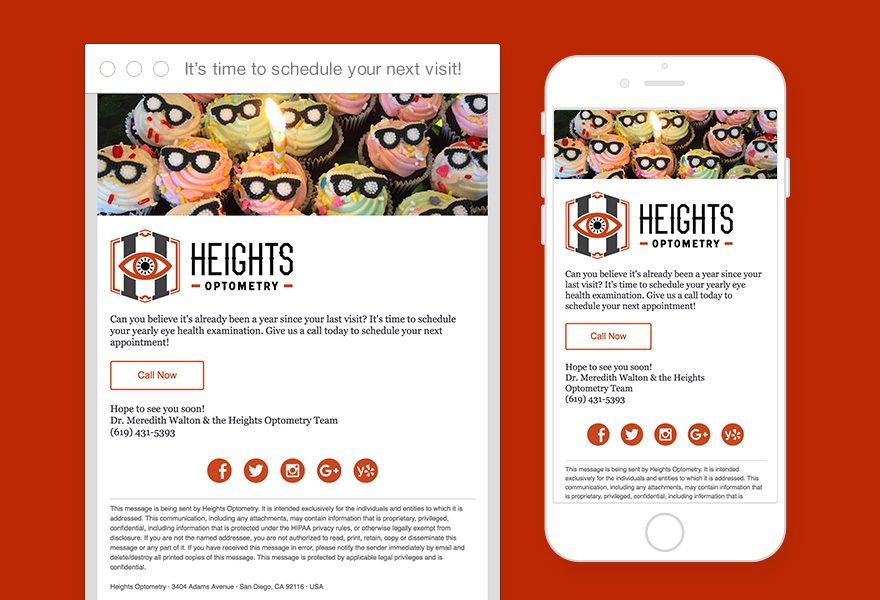 It's time to schedule your next visit!
HEIGHTS
OPTOMETRY
Can you believe it's already been a year since your last visit? It's time to schedule
your yearly eye health examination. Give us a call today to schedule your next
appointment!
Call Now
Hope to see you soon!
Dr. Meredith Walton & the Heights Optometry Team
(619) 431-5393
f
G+
y
This message is being sent by Heights Optometry. It is intended exclusively for the individuals and entities to which it is
addressed. This communication, including any attachments, may contain information that is proprietary, privileged,
confidential, including information that is protected under the HIPAA privacy rules, or otherwise legally exempt from
disclosure. If you are not the named addressee, you are not authorized to read, print, retain, copy or disseminate this
message or any part of it. If you have received this message in error, please notify the sender immediately by email and
delete/destroy all printed copies of this message. This message is protected by applicable legal privileges and is
confidential.
Heights Optometry · 3404 Adams Avenue · San Diego, CA 92116 · USA
HEIGHTS
OPTOMETRY
Can you believe it's already been a year since your
last visit? It's time to schedule your yearly eye
health examination. Give us a call today to
schedule your next appointment!
Call Now
Hope to see you soon!
Dr. Meredith Walton & the Heights
Optometry Team
(619) 431-5393
f
G+
y
This message is being sent by Heights Optometry. It is intended
exclusively for the individuals and entities to which it is addressed. This
communication, including any attachments, may contain information that
is proprietary, privileged, confidential, including information that is